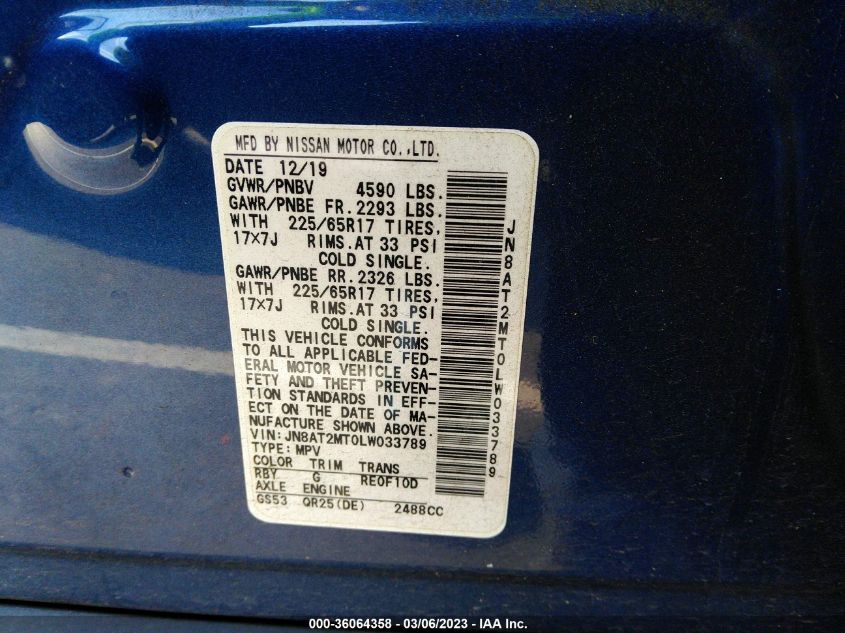 MFD BY NISSAN MOTOR CO.,LTD.
DATE 12/19
GVWR/PNBV 4590 LBS.
GAWR/PNBE FR. 2293 LBS.
WITH 225/65R17 TIRES,
17×7J RIMS. AT 33 PSI
COLD SINGLE.
GAWR/PNBE RR. 2326 LBS.
WITH 225/65R17 TIRES,
17×7J RIMS. AT 33 PSI
COLD SINGLE.
THIS VEHICLE CONFORMS
TO ALL APPLICABLE FED-
ERAL MOTOR VEHICLE SA-
FETY AND THEFT PREVEN-
TION STANDARDS IN EFF-
ECT ON THE DATE OF MA-
NUFACTURE SHOWN ABOVE.
VIN: JN8AT2MT0LW033789
TYPE: MPV
COLOR TRIM TRANS
RBY G RE0F10D
AXLE ENGINE
GS53 QR25(DE) 2488CC
JN8AT2MT0LW033789
000-36064358 - 03/06/2023 - IAA Inc.